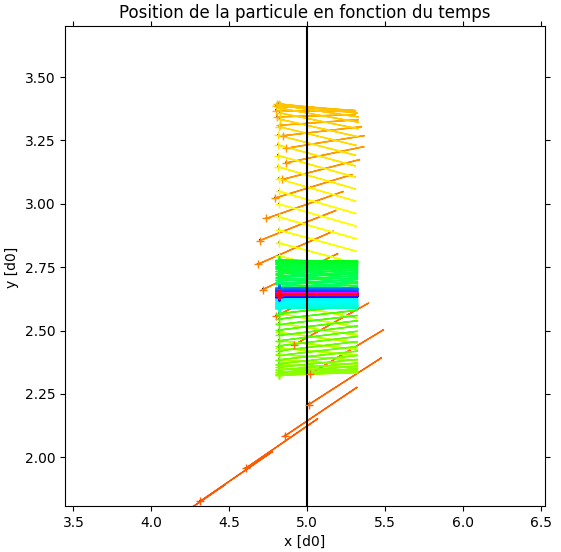 Position de la particule en fonction du temps
3.50
3.25
3.00
2.75
2.50
2.25
2.00
y [d0]
3.5 4.0 4.5 5.0 5.5 6.0 6.5
x [d0]